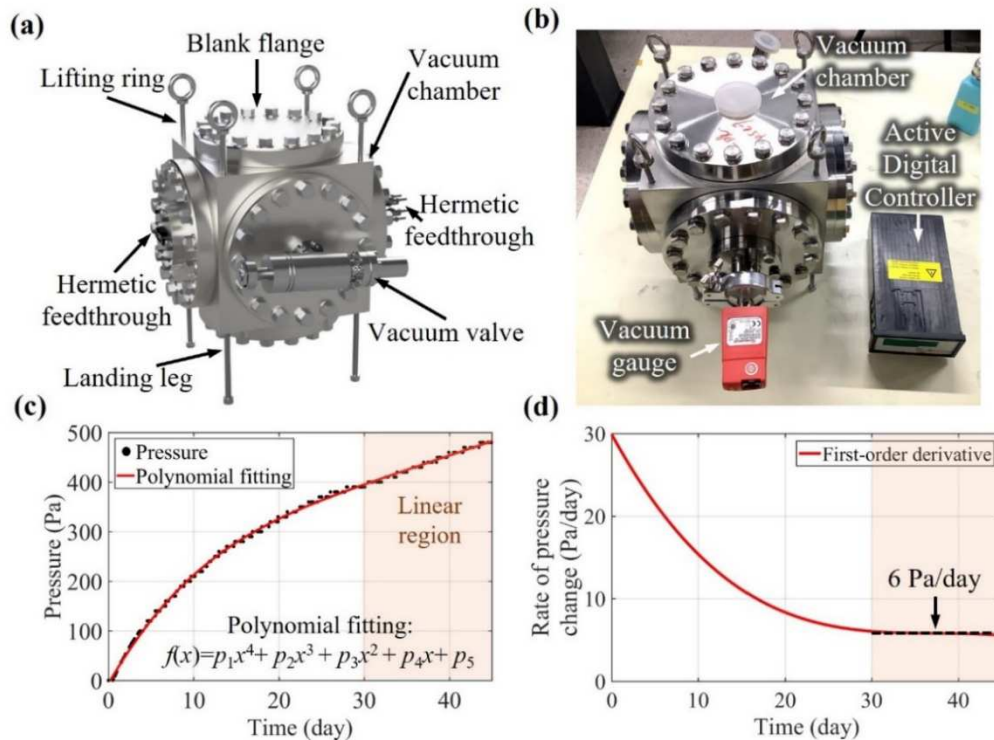 (a)
Blank flange
Lifting ring
Vacuum
chamber
Hermetic
feedthrough
Hermetic
feedthrough
Vacuum valve
Landing leg
(b)
Vacuum
chamber
Active
Digital
Controller
Vacuum
gauge
(c)
500
400
300
200
100
0
Pressure (Pa)
Pressure
Polynomial fitting
Linear
region
Polynomial fitting:
f(x)=p₁x⁴+ p₂x³ + p₃x² + p₄x+ p₅
0 10 20 30 40
Time (day)
(d)
30
20
10
0
Rate of pressure
change (Pa/day)
First-order derivative
6 Pa/day
0 10 20 30 40
Time (day)